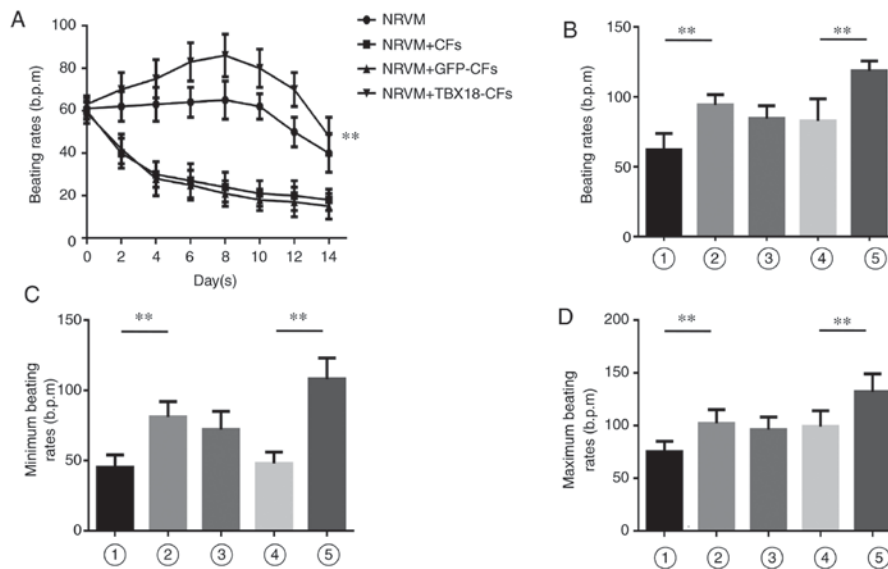 A
Beating rates (b.p.m)
100
80
60
40
20
0
0 2 4 6 8 10 12 14
Day(s)
**
NRVM
NRVM+CFs
NRVM+GFP-CFs
NRVM+TBX18-CFs
B
Beating rates (b.p.m)
150
100
50
0
** **
1 2 3 4 5
C
Minimum beating
rates (b.p.m)
150
100
50
0
** **
1 2 3 4 5
D
Maximum beating
rates (b.p.m)
200
150
100
50
0
** **
1 2 3 4 5